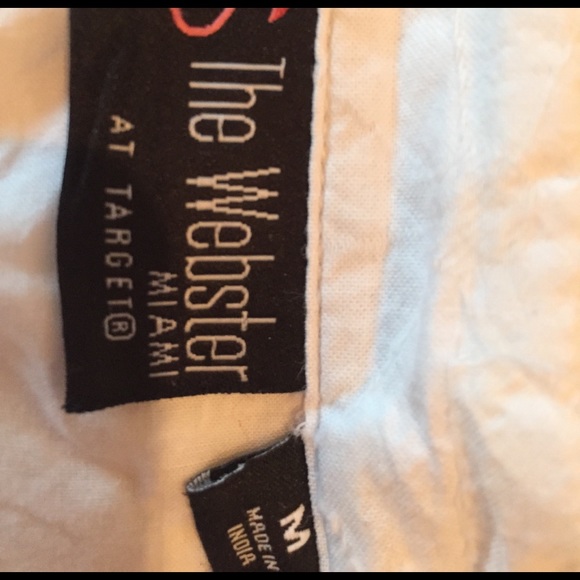 The Webster
MIAMI
AT TARGET®
M
MADE IN
INDIA